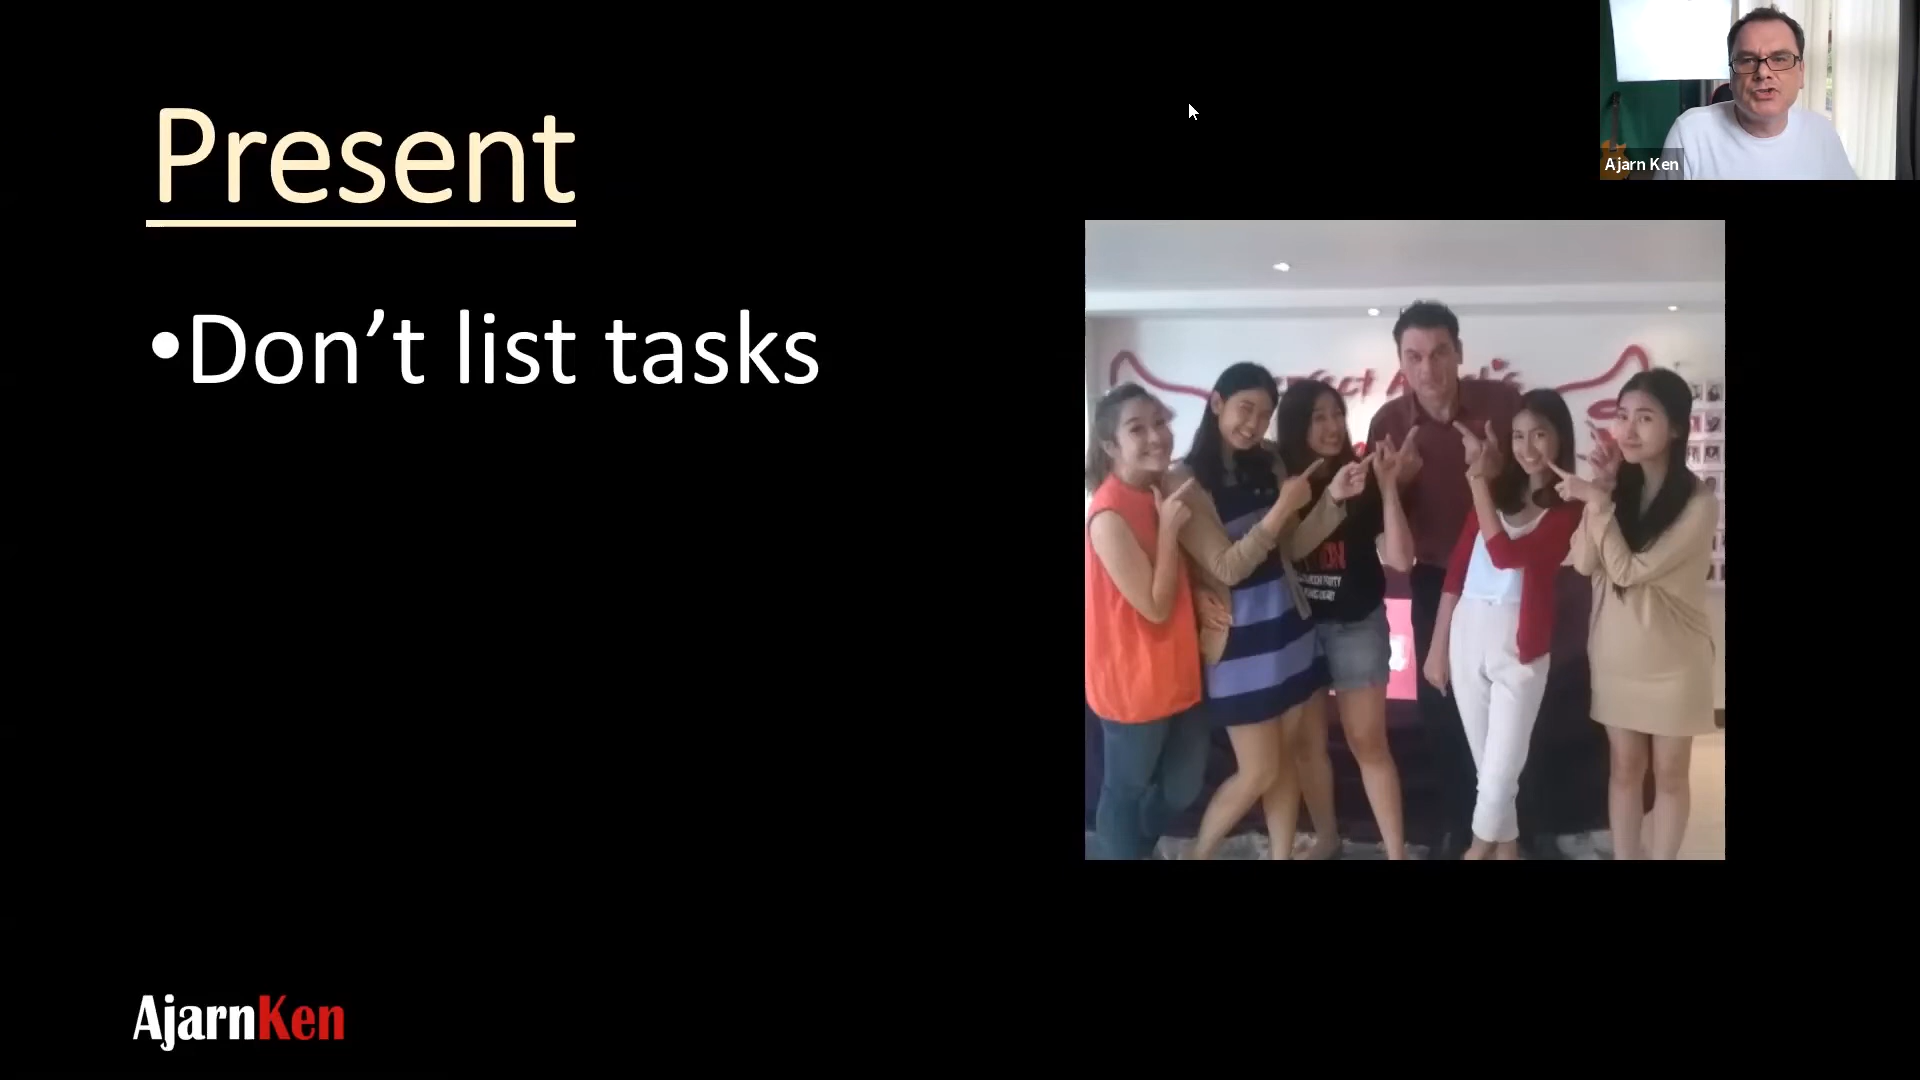 Present
•Don’t list tasks
Ajarn Ken
AjarnKen